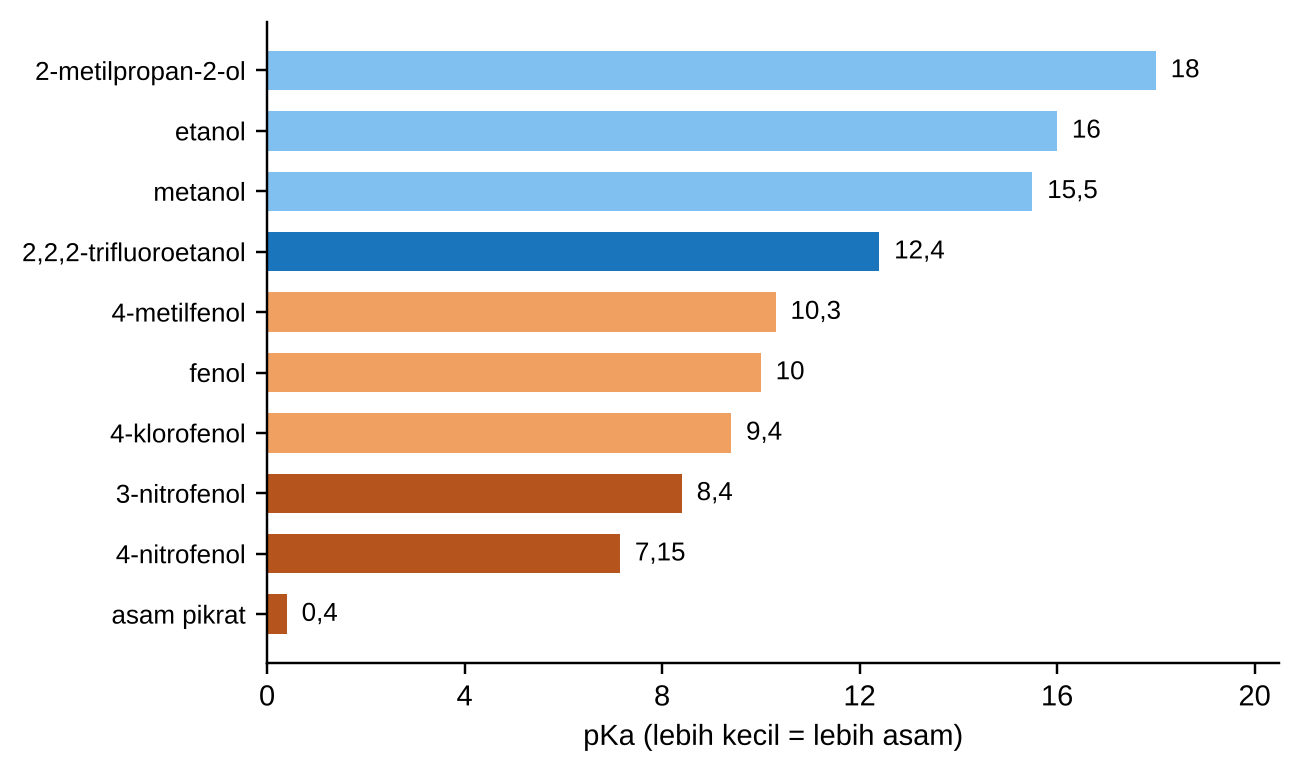 2-metilpropan-2-ol 18
etanol 16
metanol 15,5
2,2,2-trifluoroetanol 12,4
4-metilfenol 10,3
fenol 10
4-klorofenol 9,4
3-nitrofenol 8,4
4-nitrofenol 7,15
asam pikrat 0,4
0 4 8 12 16 20
pKa (lebih kecil = lebih asam)